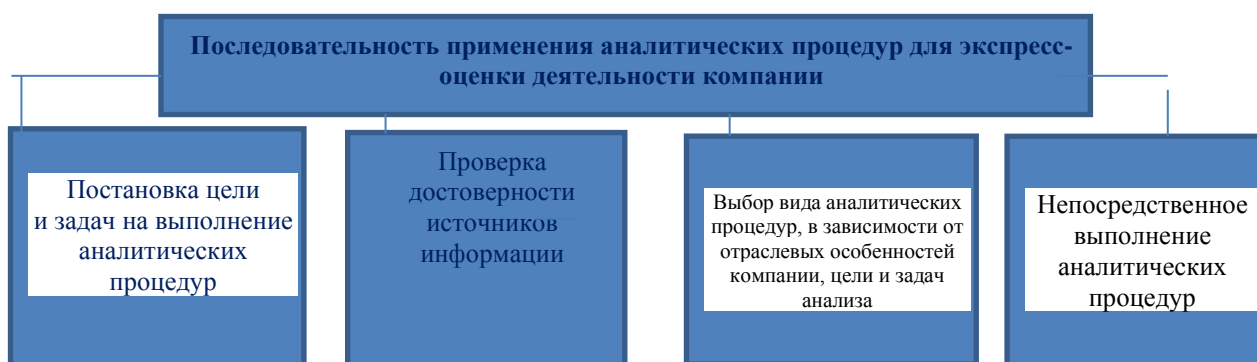 Последовательность применения аналитических процедур для экспресс-
оценки деятельности компании
Постановка цели
и задач на выполнение
аналитических
процедур
Проверка
достоверности
источников
информации
Выбор вида аналитических
процедур, в зависимости от
отраслевых особенностей
компании, цели и задач
анализа
Непосредственное
выполнение
аналитических
процедур